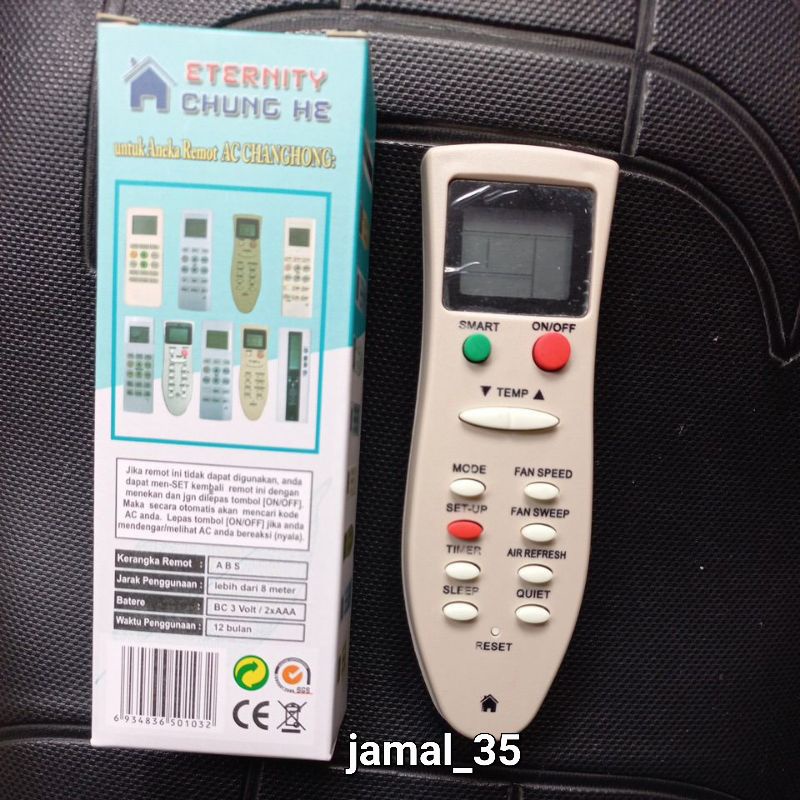 ETERNITY
CHUNG HE
untuk Aneka Remot AC CHANGHONG:
Jika remot ini tidak dapat digunakan, anda
dapat men-SET kembali remot ini dengan
menekan dan jgn dilepas tombol [ON/OFF].
Maka secara otomatis akan mencari kode
AC anda. Lepas tombol [ON/OFF] jika anda
mendengar/melihat AC anda bereaksi (nyala).
Kerangka Remot : A B S
Jarak Penggunaan : lebih dari 8 meter
Batere : BC 3 Volt / 2xAAA
Waktu Penggunaan : 12 bulan
6 934836 501032
SGS
CE
SMART ON/OFF
▼ TEMP ▲
MODE FAN SPEED
SET-UP FAN SWEEP
TIMER AIR REFRESH
SLEEP QUIET
RESET
jamal_35